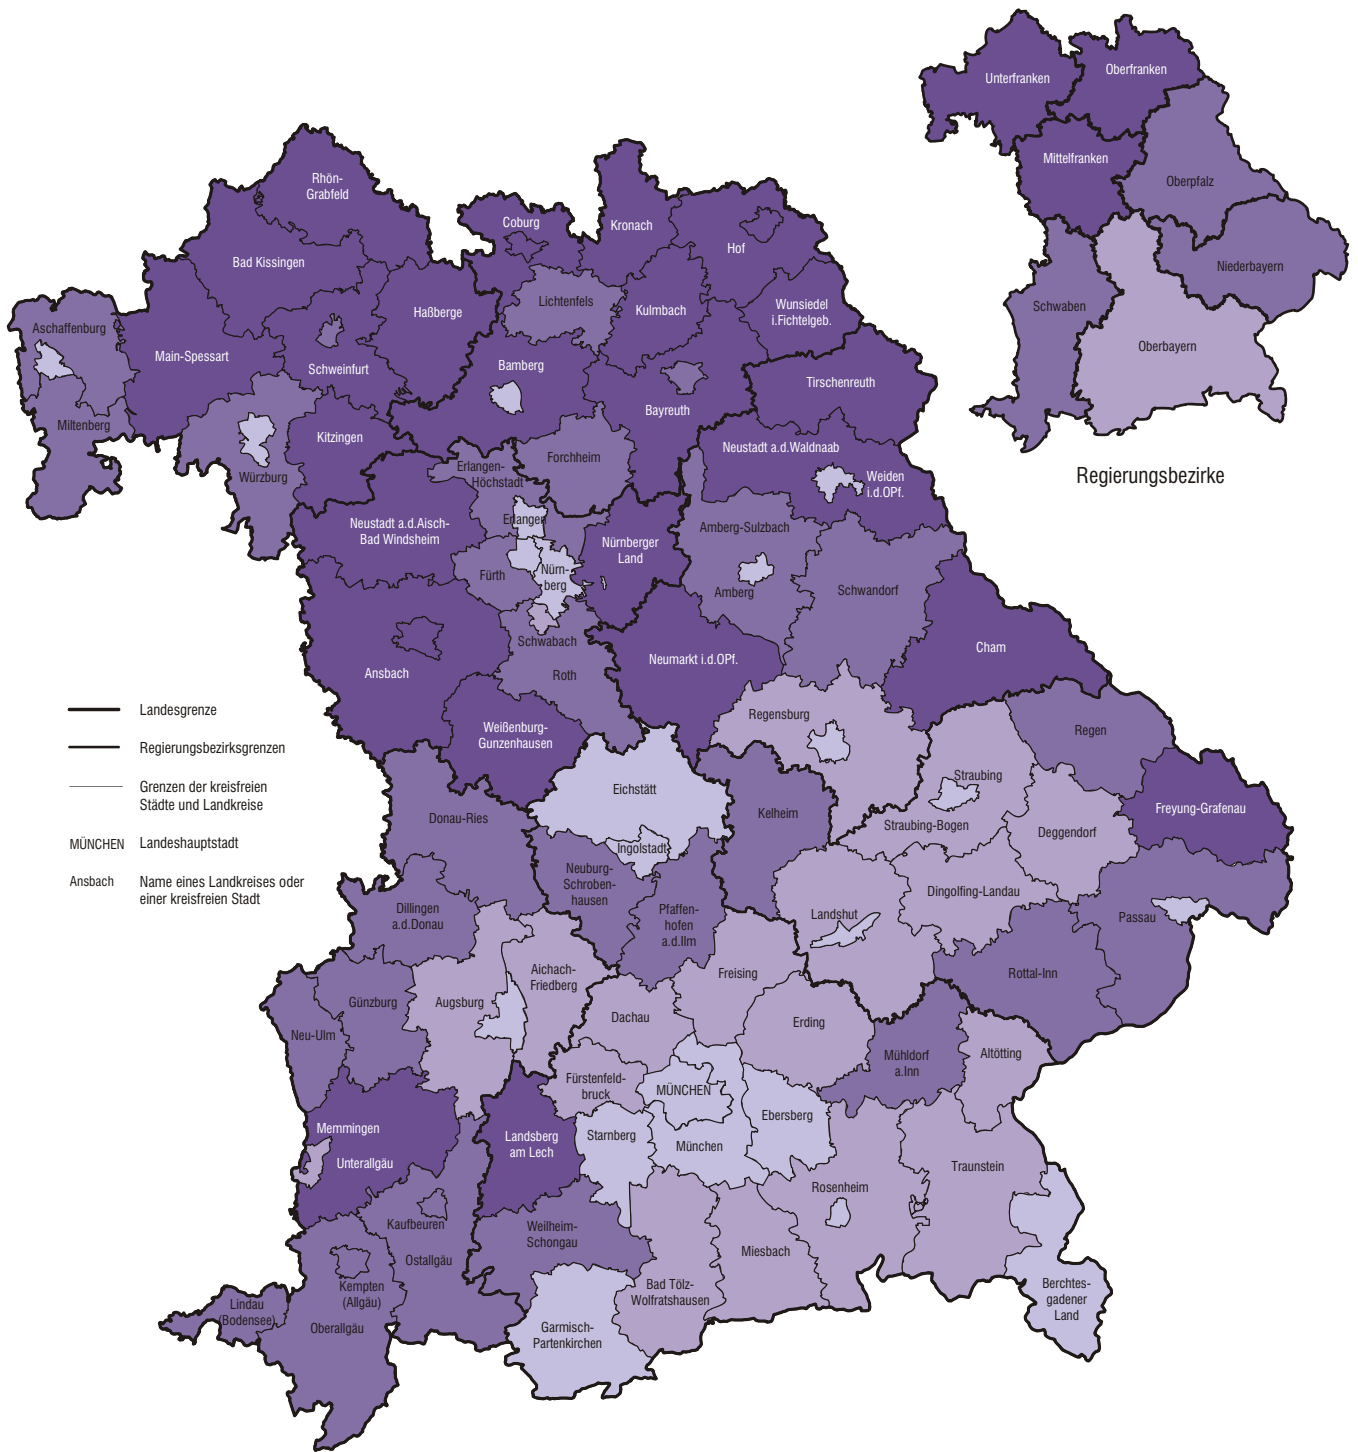 Unterfranken
Oberfranken
Mittelfranken
Oberpfalz
Niederbayern
Schwaben
Oberbayern
Regierungsbezirke
Rhön-
Grabfeld
Coburg
Kronach
Hof
Bad Kissingen
Lichtenfels
Haßberge
Kulmbach
Wunsiedel
i.Fichtelgeb.
Aschaffenburg
Main-Spessart
Schweinfurt
Bamberg
Tirschenreuth
Bayreuth
Miltenberg
Kitzingen
Würzburg
Erlangen-
Höchstadt
Forchheim
Neustadt a.d.Waldnaab
Weiden
i.d.OPf.
Neustadt a.d.Aisch-
Bad Windsheim
Erlangen
Nürnberger
Land
Amberg-Sulzbach
Fürth
Nürn-
berg
Amberg
Schwandorf
Schwabach
Cham
Ansbach
Roth
Neumarkt i.d.OPf.
Weißenburg-
Gunzenhausen
Regensburg
Regen
Landesgrenze
Regierungsbezirksgrenzen
Grenzen der kreisfreien
Städte und Landkreise
MÜNCHEN Landeshauptstadt
Ansbach Name eines Landkreises oder
einer kreisfreien Stadt
Eichstätt
Straubing
Kelheim
Straubing-Bogen
Deggendorf
Freyung-Grafenau
Donau-Ries
Ingolstadt
Neuburg-
Schroben-
hausen
Dingolfing-Landau
Dillingen
a.d.Donau
Pfaffen-
hofen
a.d.Ilm
Landshut
Passau
Aichach-
Friedberg
Freising
Rottal-Inn
Günzburg
Augsburg
Dachau
Erding
Neu-Ulm
Mühldorf
a.Inn
Altötting
Fürstenfeld-
bruck
MÜNCHEN
Ebersberg
Memmingen
Unterallgäu
Landsberg
am Lech
Starnberg
München
Traunstein
Rosenheim
Kaufbeuren
Weilheim-
Schongau
Ostallgäu
Miesbach
Kempten
(Allgäu)
Bad Tölz-
Wolfratshausen
Berchtes-
gadener
Land
Lindau
(Bodensee)
Oberallgäu
Garmisch-
Partenkirchen